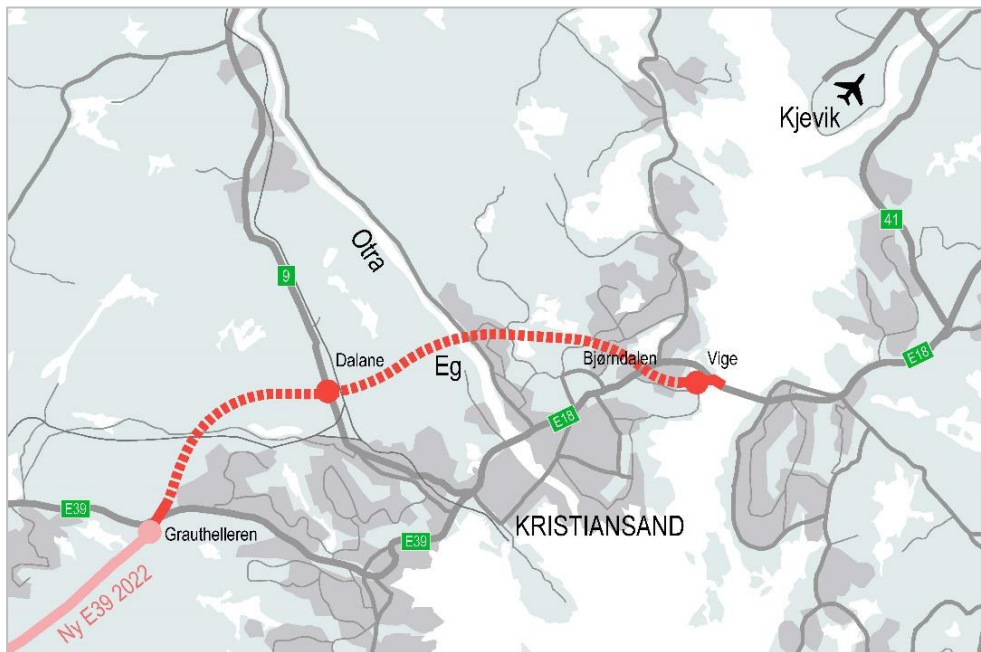 Kjevik
41
Otra
9
E18
Dalane
Eg
Bjørndalen
Vige
E18
E39
Grauthelleren
E39
KRISTIANSAND
Ny E39 2022